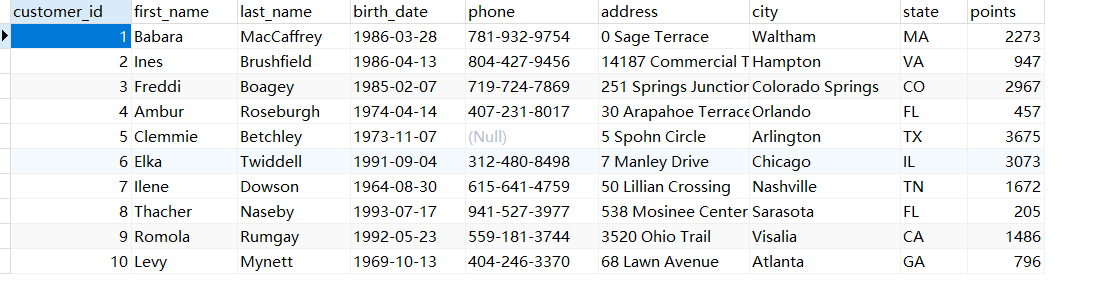 customer_id first_name last_name birth_date phone address city state points
1 Babara MacCaffrey 1986-03-28 781-932-9754 0 Sage Terrace Waltham MA 2273
2 Ines Brushfield 1986-04-13 804-427-9456 14187 Commercial T Hampton VA 947
3 Freddi Boagey 1985-02-07 719-724-7869 251 Springs Junction Colorado Springs CO 2967
4 Ambur Roseburgh 1974-04-14 407-231-8017 30 Arapahoe Terrace Orlando FL 457
5 Clemmie Betchley 1973-11-07 (Null) 5 Spohn Circle Arlington TX 3675
6 Elka Twiddell 1991-09-04 312-480-8498 7 Manley Drive Chicago IL 3073
7 Ilene Dowson 1964-08-30 615-641-4759 50 Lillian Crossing Nashville TN 1672
8 Thacher Naseby 1993-07-17 941-527-3977 538 Mosinee Center Sarasota FL 205
9 Romola Rumgay 1992-05-23 559-181-3744 3520 Ohio Trail Visalia CA 1486
10 Levy Mynett 1969-10-13 404-246-3370 68 Lawn Avenue Atlanta GA 796